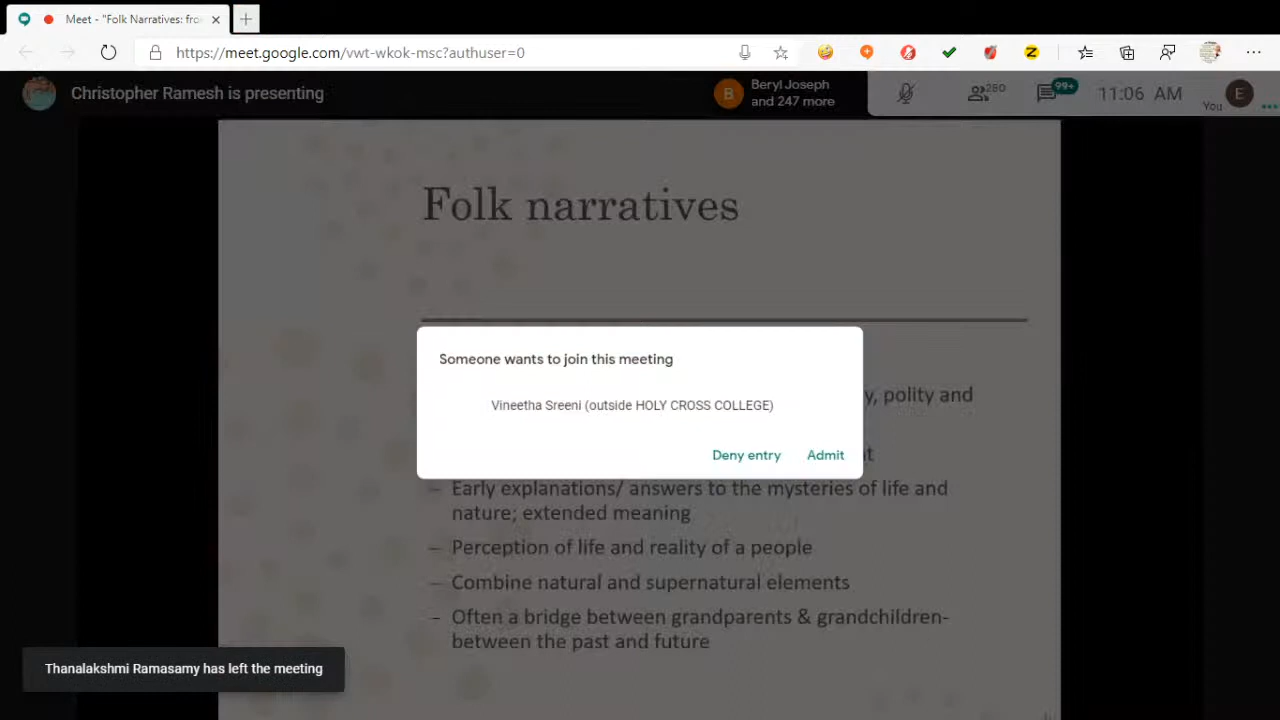 Meet - "Folk Narratives: fro
https://meet.google.com/vwt-wkok-msc?authuser=0
Christopher Ramesh is presenting
B
Beryl Joseph
and 247 more
280
99+
11:06 AM
You
E
Folk narratives
Someone wants to join this meeting
Vineetha Sreeni (outside HOLY CROSS COLLEGE)
Deny entry
Admit
y, polity and
t
– Early explanations/ answers to the mysteries of life and
nature; extended meaning
– Perception of life and reality of a people
– Combine natural and supernatural elements
– Often a bridge between grandparents & grandchildren-
between the past and future
Thanalakshmi Ramasamy has left the meeting